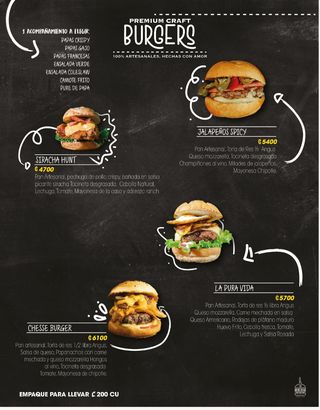 PREMIUM CRAFT
BURGERS
100% ARTESANALES, HECHAS CON AMOR
1 ACOMPAÑAMIENTO A ELEGIR
PAPAS CRISPY
PAPAS GAJO
PAPAS FRANCESAS
ENSALADA VERDE
ENSALADA COLESLAW
CAMOTE FRITO
PURE DE PAPA
JALAPEÑOS SPICY
₡5400
Pan Artesanal, Torta de Res ½ Angus
Queso mozzarella, Tocineta desgrasada
Champiñones al vino, Mitades de jalapeños,
Mayonesa Chipotle.
SIRACHA HUNT
₡4700
Pan Artesanal, pechuga de pollo crispy, bañada en salsa
picante siracha Tocineta desgrasada, Cebolla Natural,
Lechuga, Tomate, Mayonesa de la casa y aderezo ranch
LA PURA VIDA
₡5700
Pan Artesanal, Torta de res ½ libra Angus
Queso mozzarella, Carne mechada en salsa
Queso Americano, Rodajas de plátano maduro
Huevo Frito, Cebolla fresca, Tomate,
Lechuga y Salsa Rosada
CHESSE BURGER
₡6100
Pan artesanal, Torta de res 1/2 libra Angus,
Salsa de queso, Papanachos con carne
mechada y queso mozzarella Hongos
al vino, Tocineta desgrasada,
Tomate, Mayonesa de chipotle.
EMPAQUE PARA LLEVAR ₡ 200 CU